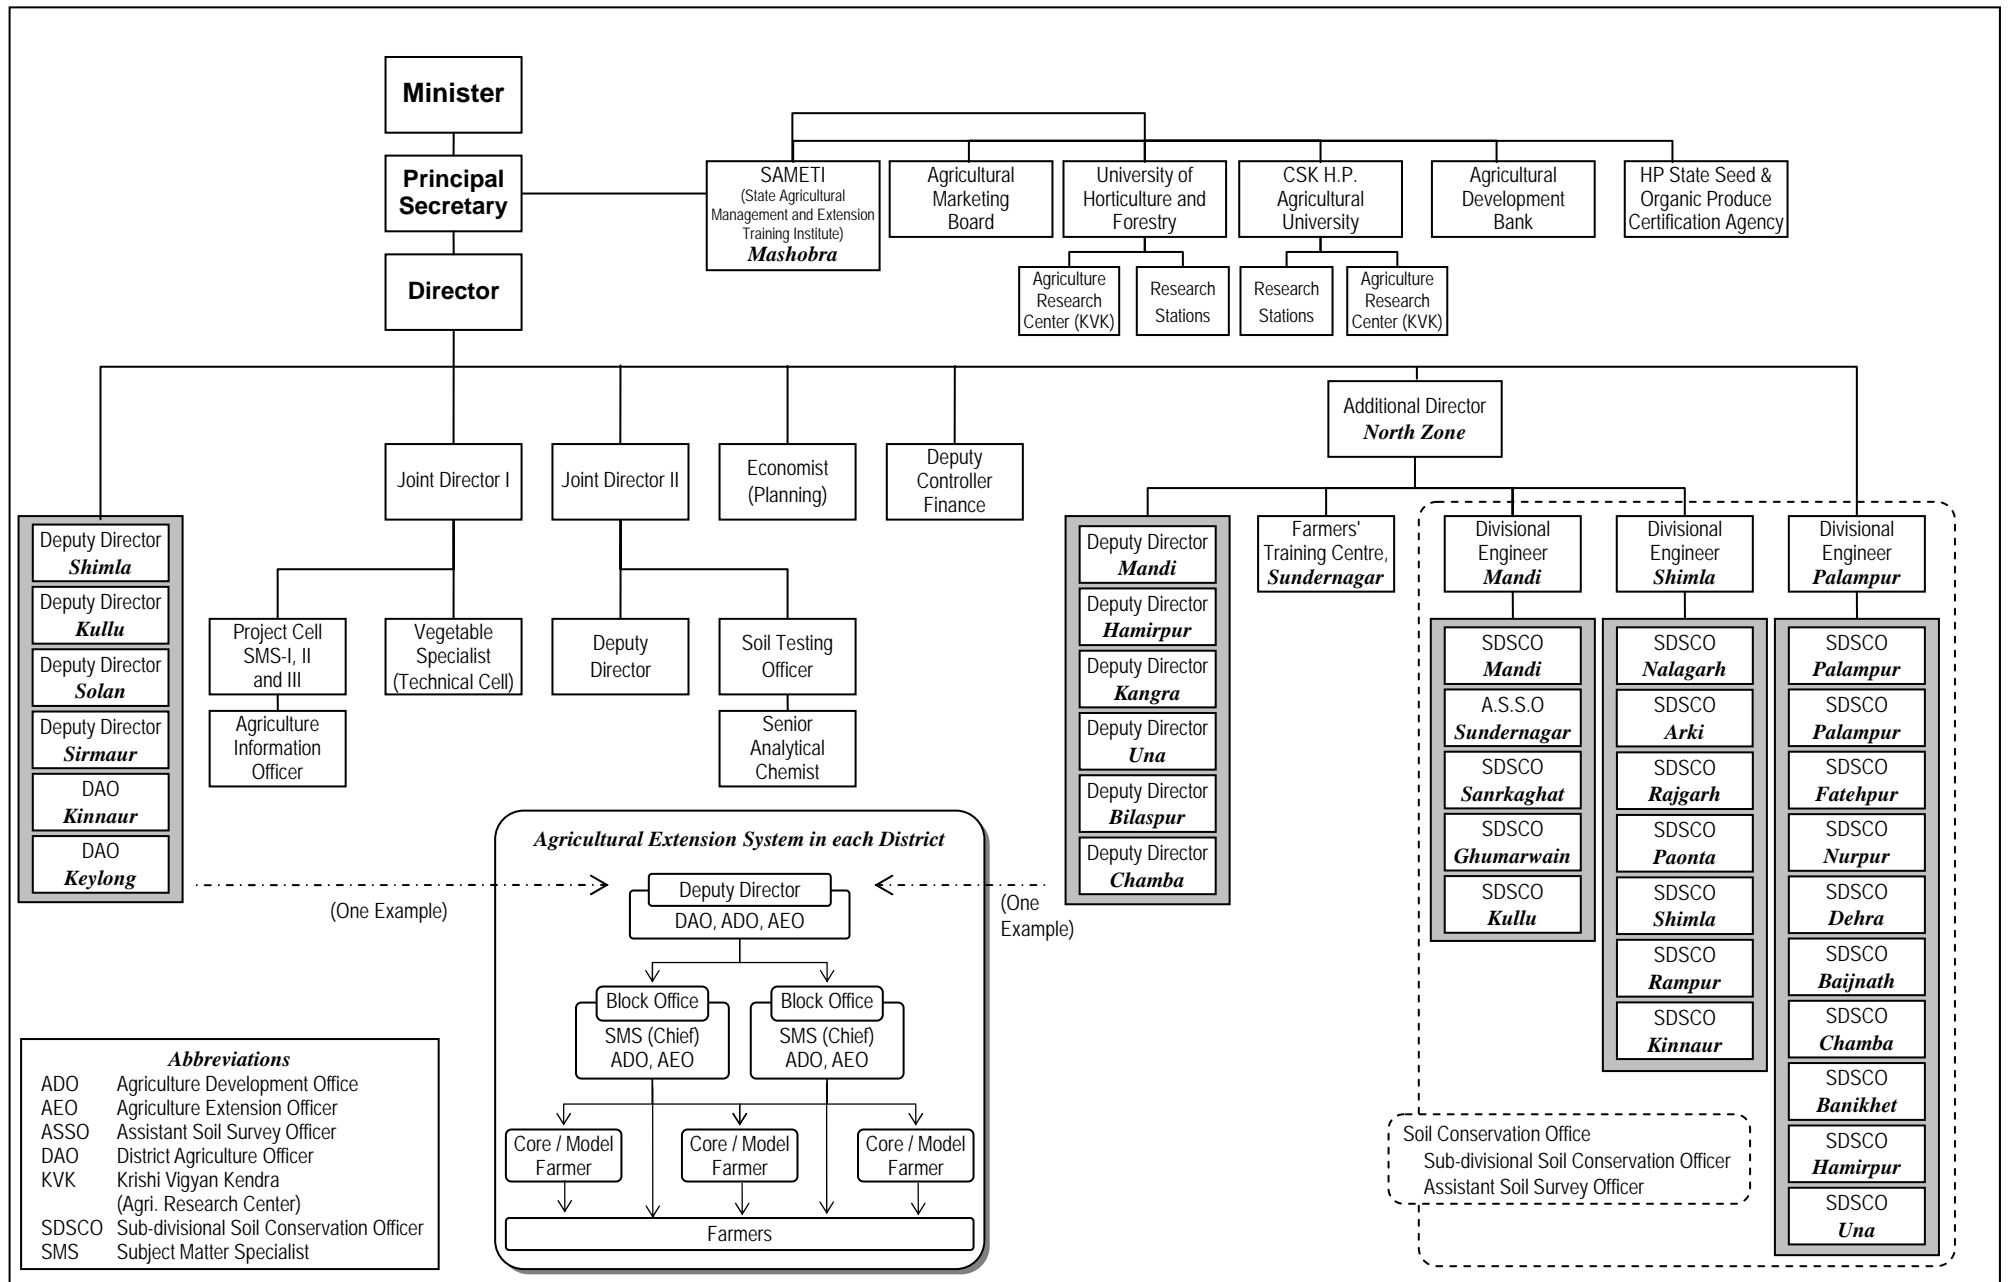 Minister
Principal
Secretary
Director
SAMETI
(State Agricultural
Management and Extension
Training Institute)
Mashobra
Agricultural
Marketing
Board
University of
Horticulture and
Forestry
CSK H.P.
Agricultural
University
Agricultural
Development
Bank
HP State Seed &
Organic Produce
Certification Agency
Agriculture
Research
Center (KVK)
Research
Stations
Research
Stations
Agriculture
Research
Center (KVK)
Additional Director
North Zone
Joint Director I
Joint Director II
Economist
(Planning)
Deputy
Controller
Finance
Deputy Director
Shimla
Deputy Director
Kullu
Deputy Director
Solan
Deputy Director
Sirmaur
DAO
Kinnaur
DAO
Keylong
Project Cell
SMS-I, II
and III
Agriculture
Information
Officer
Vegetable
Specialist
(Technical Cell)
Deputy
Director
Soil Testing
Officer
Senior
Analytical
Chemist
Deputy Director
Mandi
Deputy Director
Hamirpur
Deputy Director
Kangra
Deputy Director
Una
Deputy Director
Bilaspur
Deputy Director
Chamba
Farmers'
Training Centre,
Sundernagar
Divisional
Engineer
Mandi
Divisional
Engineer
Shimla
Divisional
Engineer
Palampur
SDSCO
Mandi
A.S.S.O
Sundernagar
SDSCO
Sanrkaghat
SDSCO
Ghumarwain
SDSCO
Kullu
SDSCO
Nalagarh
SDSCO
Arki
SDSCO
Rajgarh
SDSCO
Paonta
SDSCO
Shimla
SDSCO
Rampur
SDSCO
Kinnaur
SDSCO
Palampur
SDSCO
Palampur
SDSCO
Fatehpur
SDSCO
Nurpur
SDSCO
Dehra
SDSCO
Baijnath
SDSCO
Chamba
SDSCO
Banikhet
SDSCO
Hamirpur
SDSCO
Una
Agricultural Extension System in each District
(One Example)
(One
Example)
Deputy Director
DAO, ADO, AEO
Block Office
SMS (Chief)
ADO, AEO
Block Office
SMS (Chief)
ADO, AEO
Core / Model
Farmer
Core / Model
Farmer
Core / Model
Farmer
Farmers
Soil Conservation Office
Sub-divisional Soil Conservation Officer
Assistant Soil Survey Officer
Abbreviations
ADO Agriculture Development Office
AEO Agriculture Extension Officer
ASSO Assistant Soil Survey Officer
DAO District Agriculture Officer
KVK Krishi Vigyan Kendra
(Agri. Research Center)
SDSCO Sub-divisional Soil Conservation Officer
SMS Subject Matter Specialist